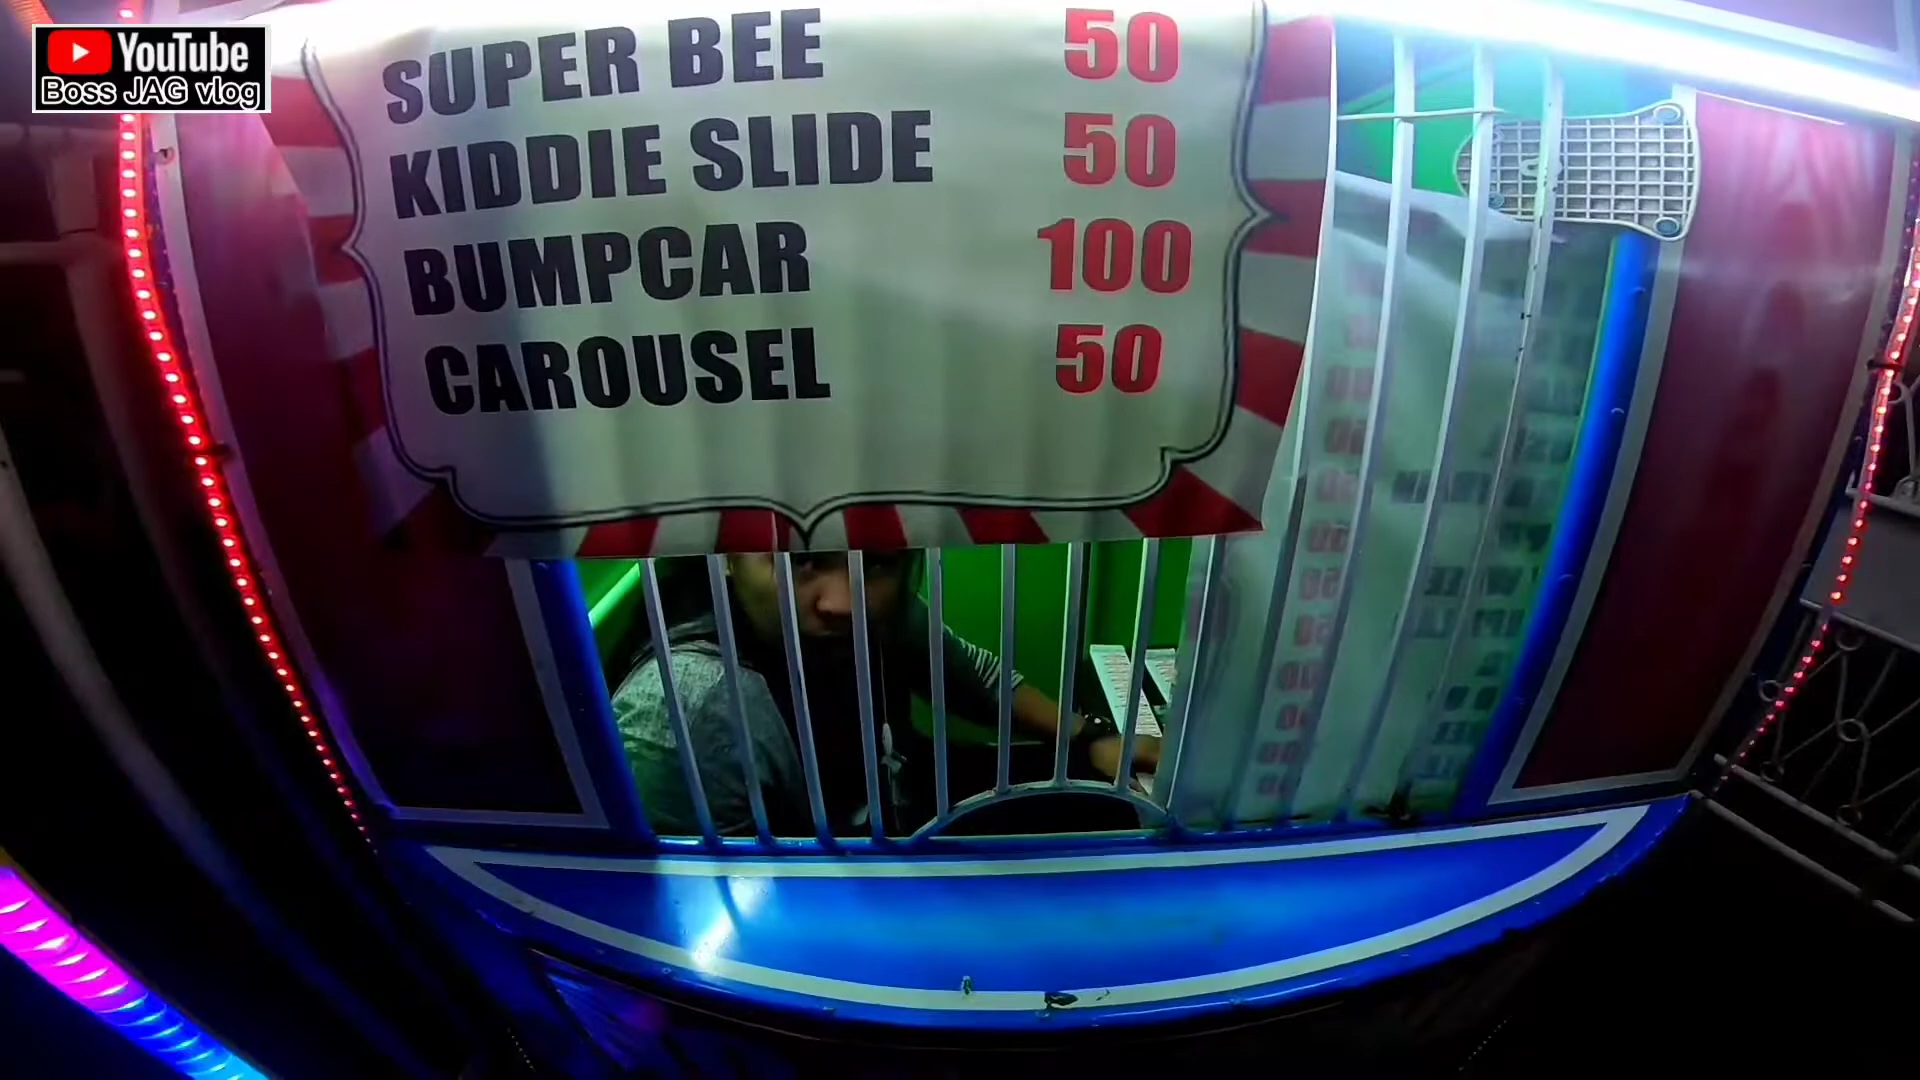 YouTube
Boss JAG vlog
SUPER BEE 50
KIDDIE SLIDE 50
BUMPCAR 100
CAROUSEL 50